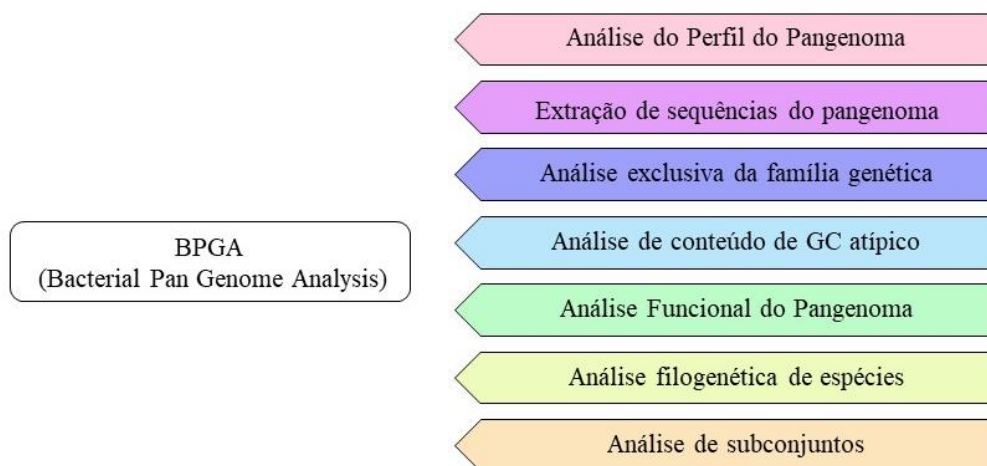 Análise do Perfil do Pangenoma
Extração de sequências do pangenoma
Análise exclusiva da família genética
Análise de conteúdo de GC atípico
BPGA
(Bacterial Pan Genome Analysis)
Análise Funcional do Pangenoma
Análise filogenética de espécies
Análise de subconjuntos